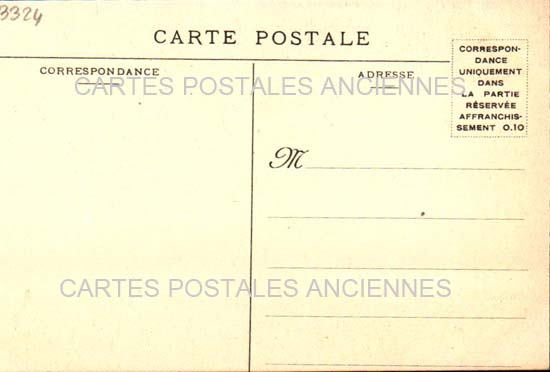 3324
CARTE POSTALE
CORRESPONDANCE
ADRESSE
CORRESPON-
DANCE
UNIQUEMENT
DANS
LA PARTIE
RÉSERVÉE
AFFRANCHIS-
SEMENT 0.10
CARTES POSTALES ANCIENNES
M
CARTES POSTALES ANCIENNES